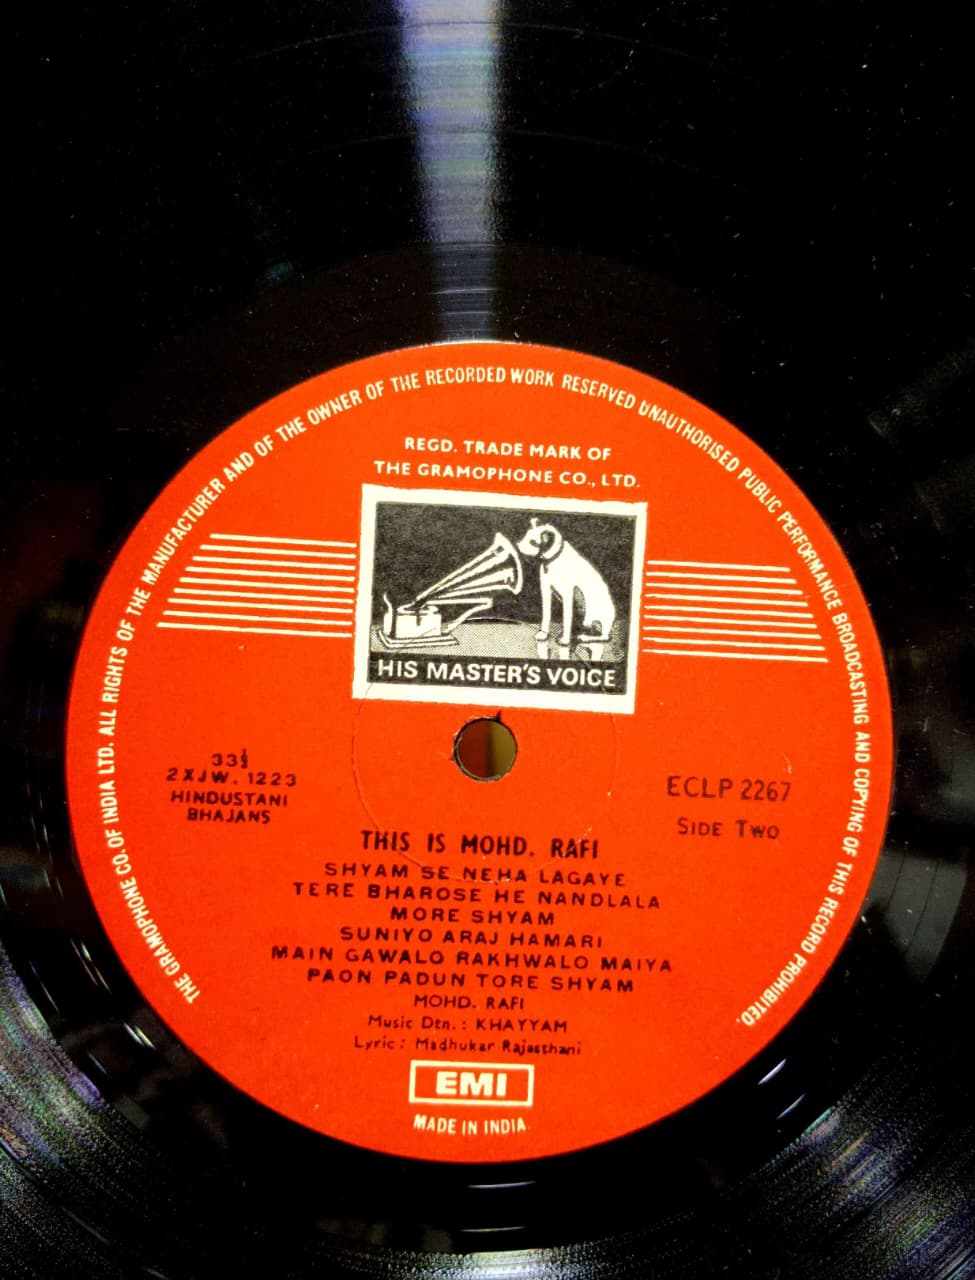 THE GRAMOPHONE CO. OF INDIA LTD. ALL RIGHTS OF THE MANUFACTURER AND OF THE OWNER OF THE RECORDED WORK RESERVED UNAUTHORISED PUBLIC PERFORMANCE BROADCASTING AND COPYING OF THIS RECORD PROHIBITED.
REGD. TRADE MARK OF
THE GRAMOPHONE CO., LTD.
HIS MASTER'S VOICE
33⅓
2XJW. 1223
HINDUSTANI
BHAJANS
ECLP 2267
SIDE TWO
THIS IS MOHD. RAFI
SHYAM SE NEHA LAGAYE
TERE BHAROSE HE NANDLALA
MORE SHYAM
SUNIYO ARAJ HAMARI
MAIN GAWALO RAKHWALO MAIYA
PAON PADUN TORE SHYAM
MOHD. RAFI
Music Dtn. : KHAYYAM
Lyric : Madhukar Rajasthani
EMI
MADE IN INDIA